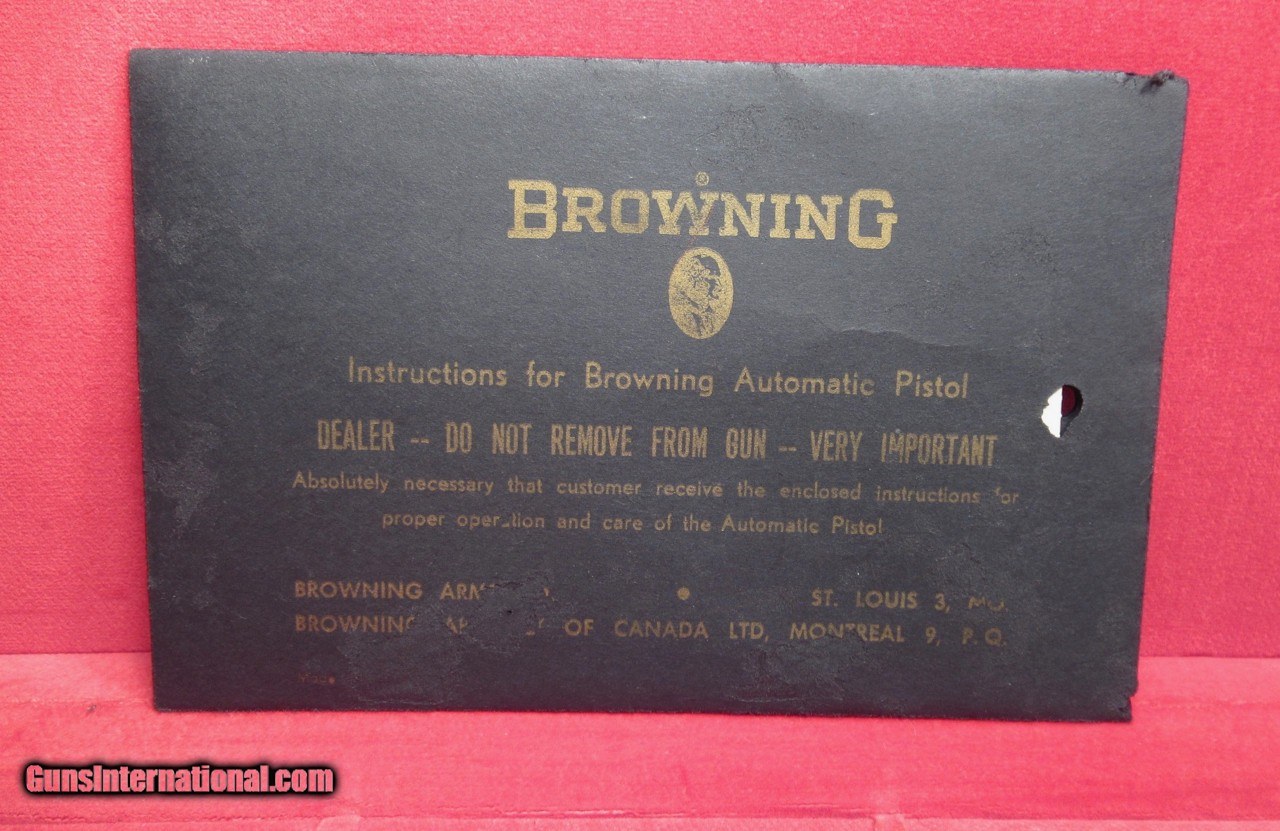 ®
BROWNING
Instructions for Browning Automatic Pistol
DEALER -- DO NOT REMOVE FROM GUN -- VERY IMPORTANT
Absolutely necessary that customer receive the enclosed instructions for
proper operation and care of the Automatic Pistol
BROWNING • ST. LOUIS 3, MO.
BROWNING OF CANADA LTD, MONTREAL 9, P.Q.
GunsInternational.com